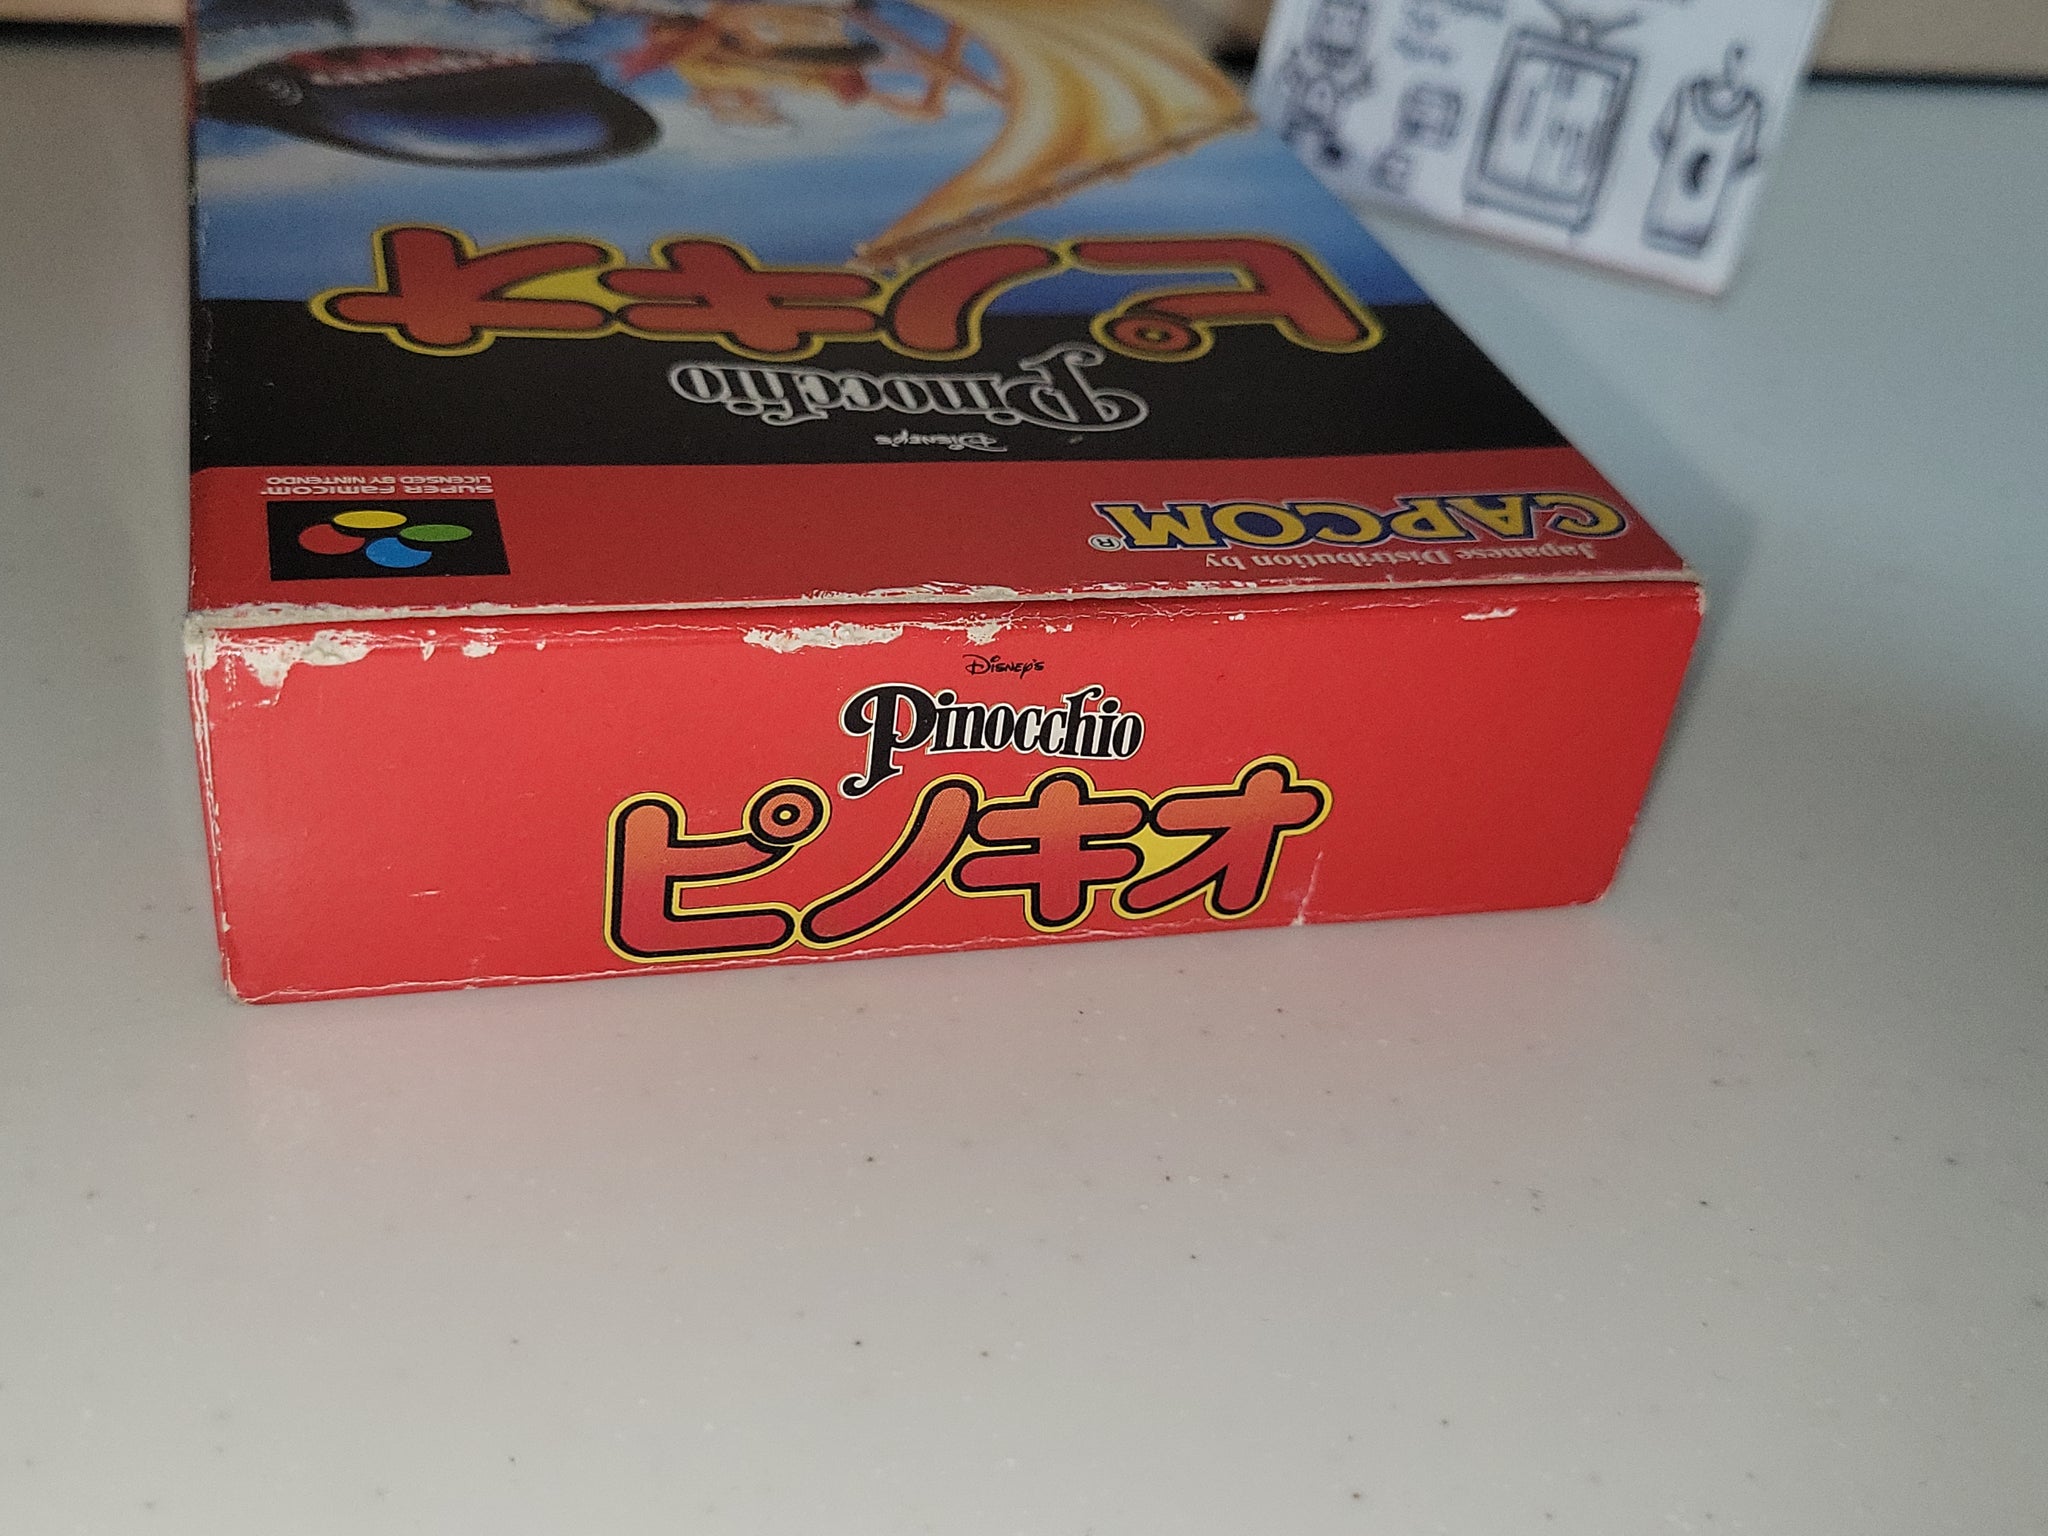 Japanese Distribution by
CAPCOM®
SUPER FAMICOM™
LICENSED BY NINTENDO
Disney's
Pinocchio
ピノキオ
Disney's
Pinocchio
ピノキオ